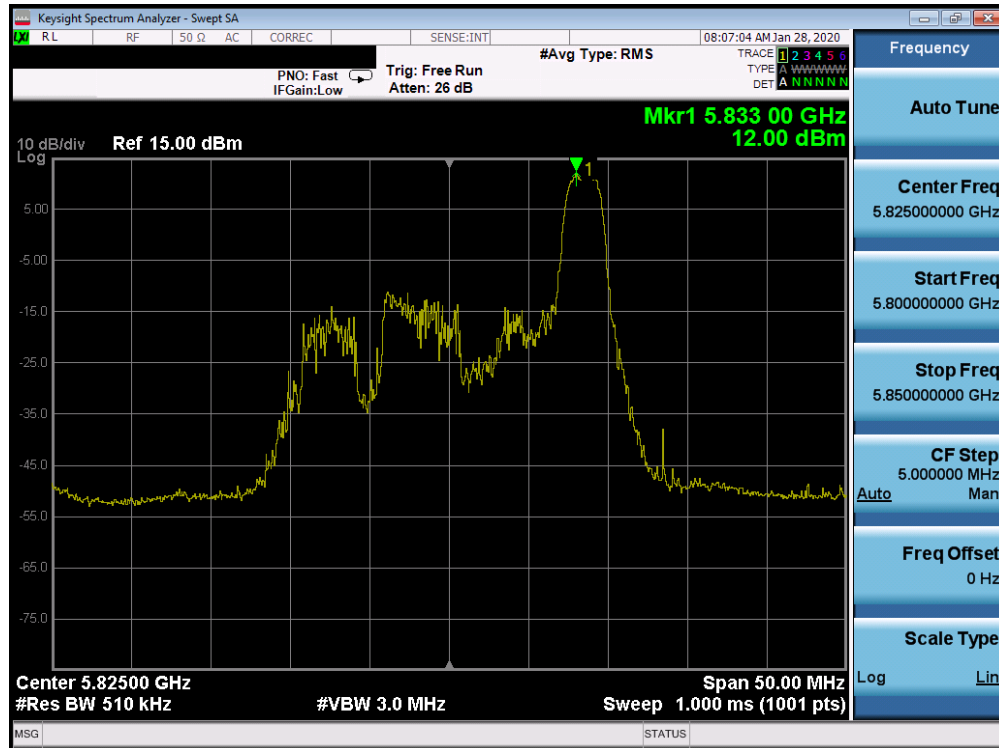 Keysight Spectrum Analyzer - Swept SA
LXI RL RF 50 Ω AC CORREC SENSE:INT 08:07:04 AM Jan 28, 2020
#Avg Type: RMS
TRACE 1 2 3 4 5 6
TYPE A WWWWW
DET A N N N N N
PNO: Fast
IFGain:Low
Trig: Free Run
Atten: 26 dB
Frequency
Mkr1 5.833 00 GHz
12.00 dBm
10 dB/div
Log
Ref 15.00 dBm
1
5.00
-5.00
-15.0
-25.0
-35.0
-45.0
-55.0
-65.0
-75.0
Center 5.82500 GHz
#Res BW 510 kHz
#VBW 3.0 MHz
Span 50.00 MHz
Sweep 1.000 ms (1001 pts)
Auto Tune
Center Freq
5.825000000 GHz
Start Freq
5.800000000 GHz
Stop Freq
5.850000000 GHz
CF Step
5.000000 MHz
Auto Man
Freq Offset
0 Hz
Scale Type
Log Lin
MSG STATUS